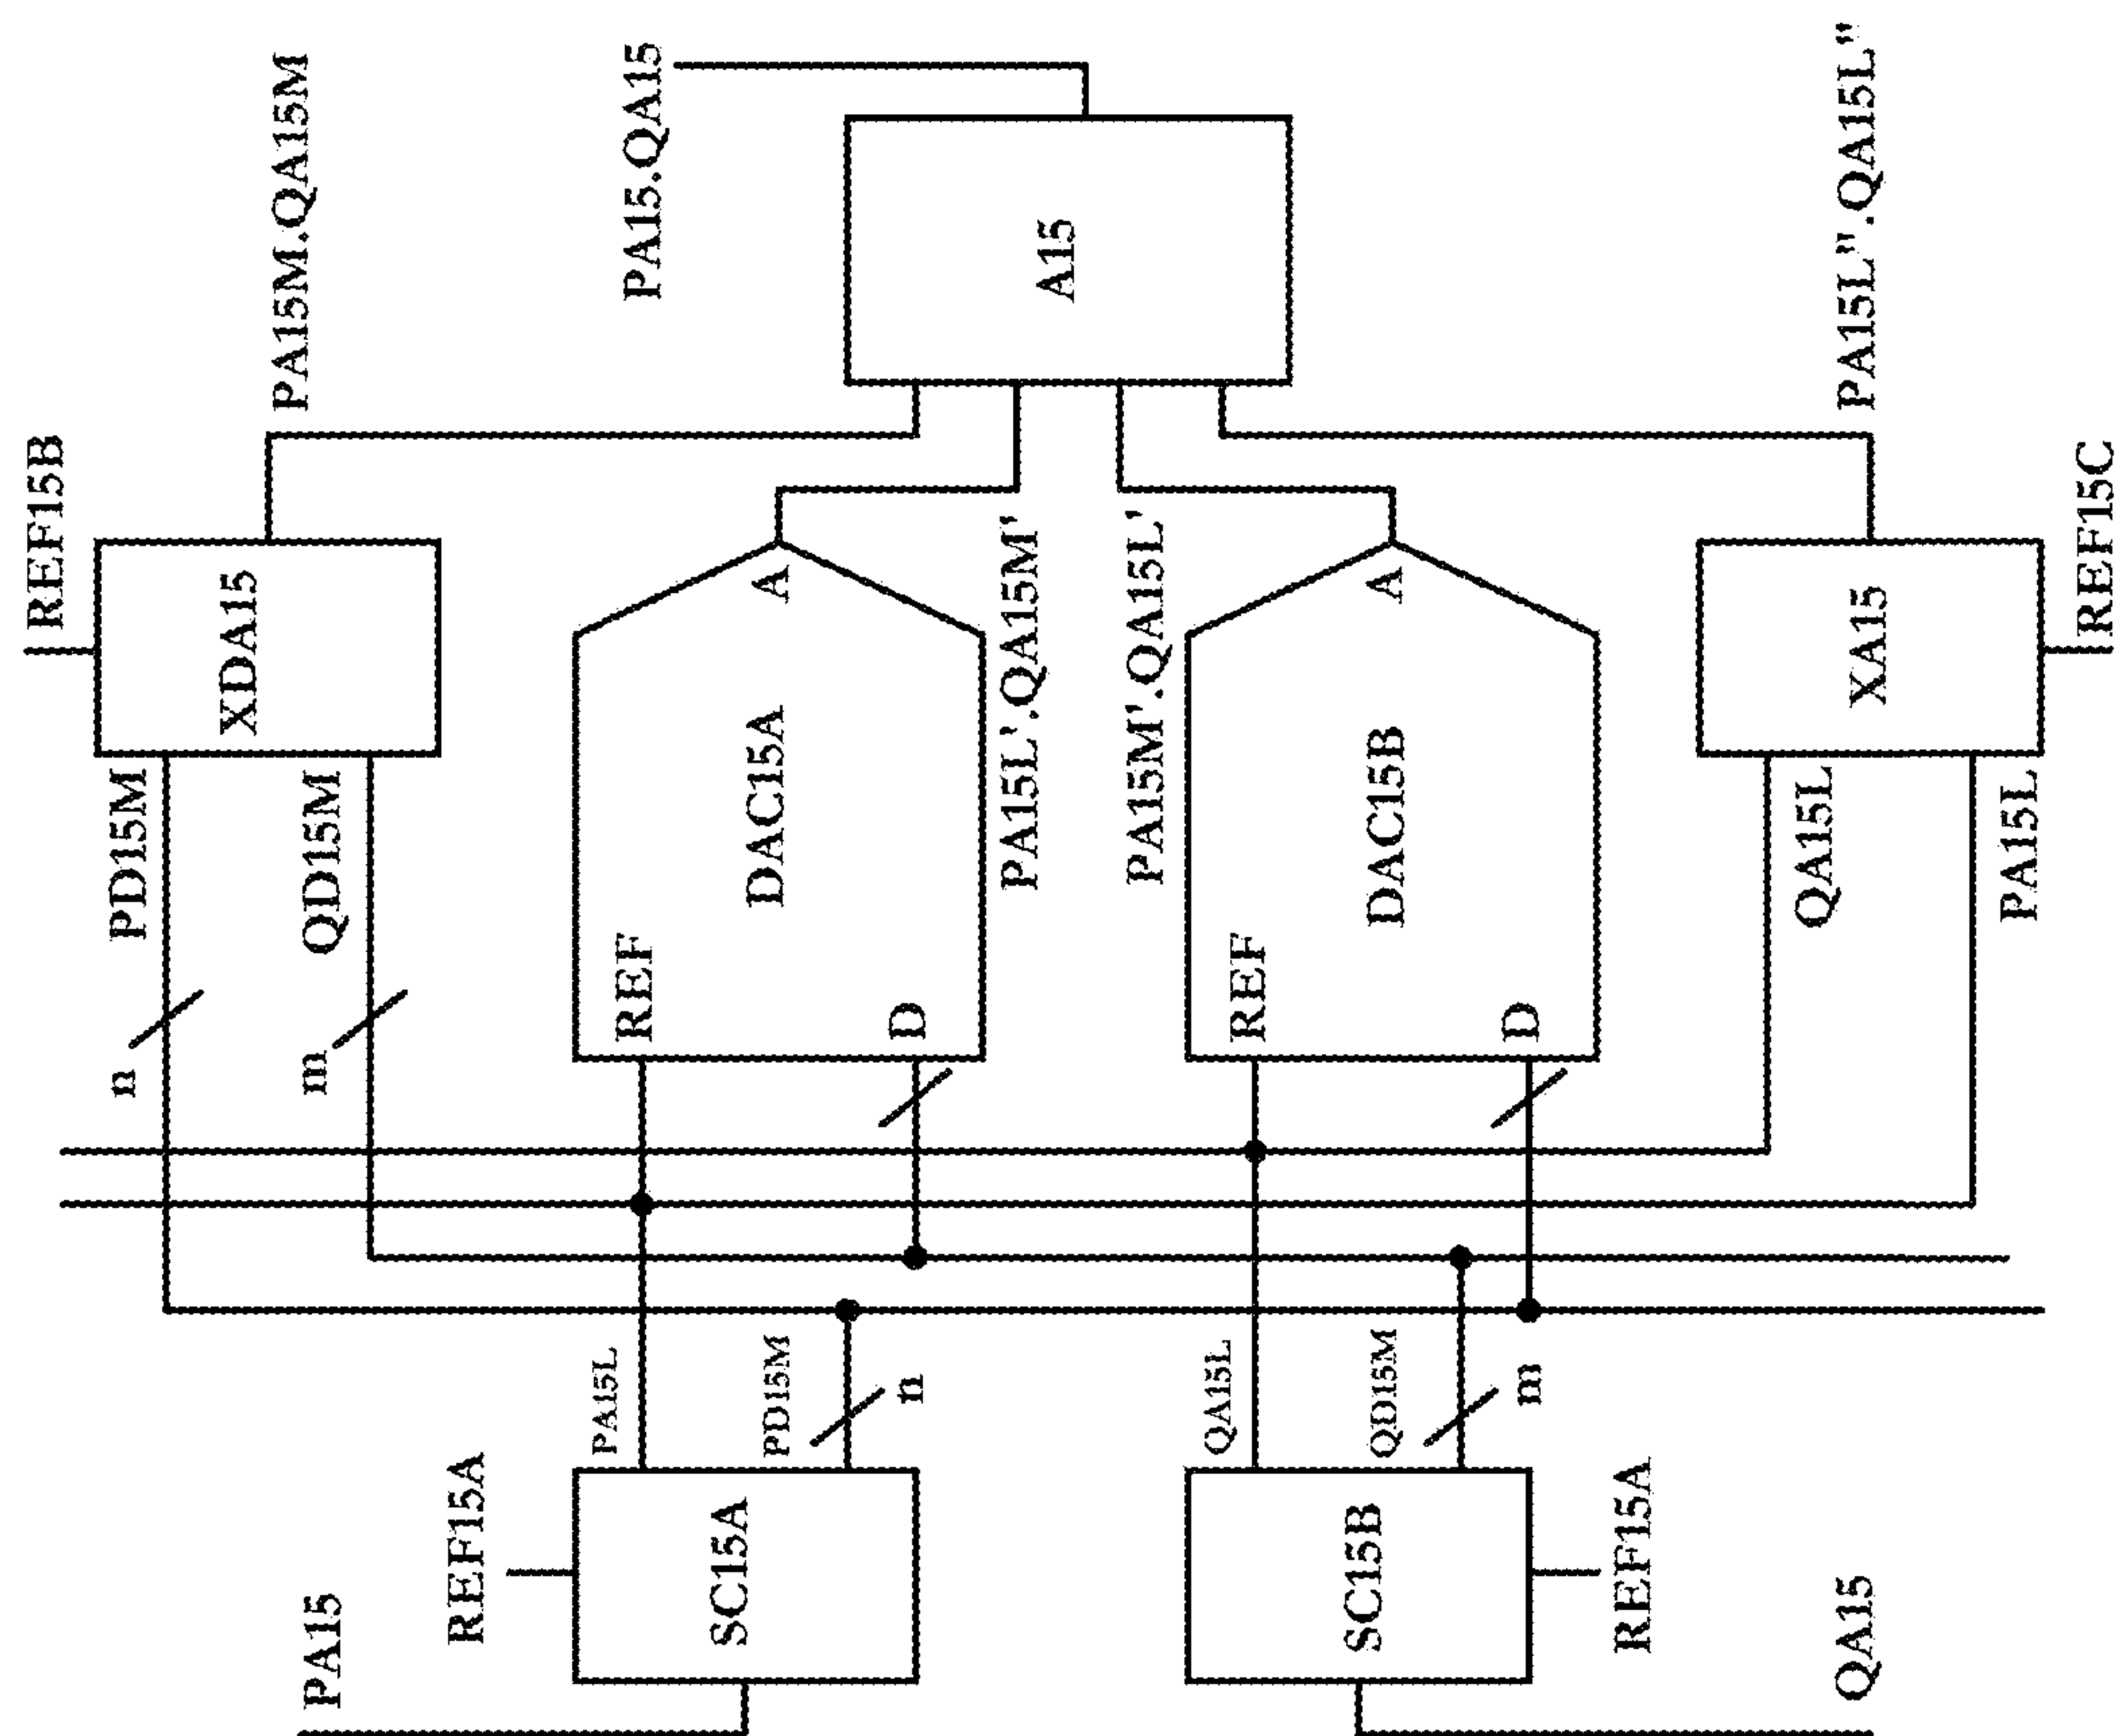 PA15
REF15A
SC15A
PA15L
PD15M
n
SC15B
REF15A
QA15L
QD15M
m
QA15
n
PD15M
m
QD15M
XDA15
REF15B
PA15M.QA15M
REF
D
DAC15A
A
PA15L'.QA15M'
REF
D
DAC15B
A
PA15M'.QA15L'
QA15L
PA15L
XA15
REF15C
PA15L".QA15L"
A15
PA15.QA15